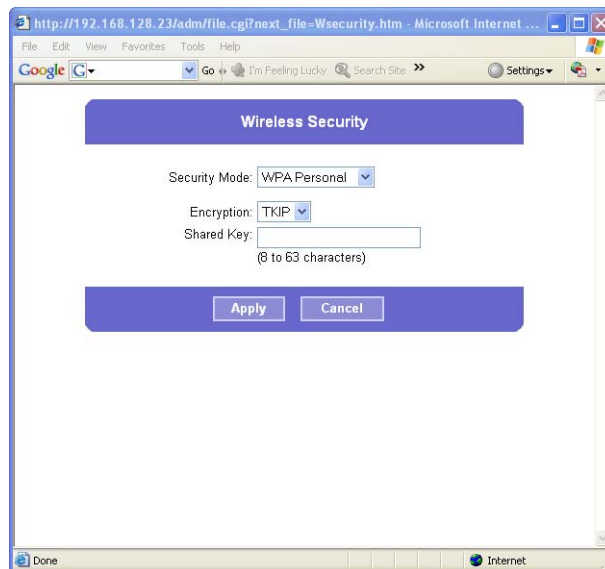 http://192.168.128.23/adm/file.cgi?next_file=Wsecurity.htm - Microsoft Internet ...
File Edit View Favorites Tools Help
Google G Go I'm Feeling Lucky Search Site » Settings
Wireless Security
Security Mode: WPA Personal
Encryption: TKIP
Shared Key:
(8 to 63 characters)
Apply Cancel
Done Internet